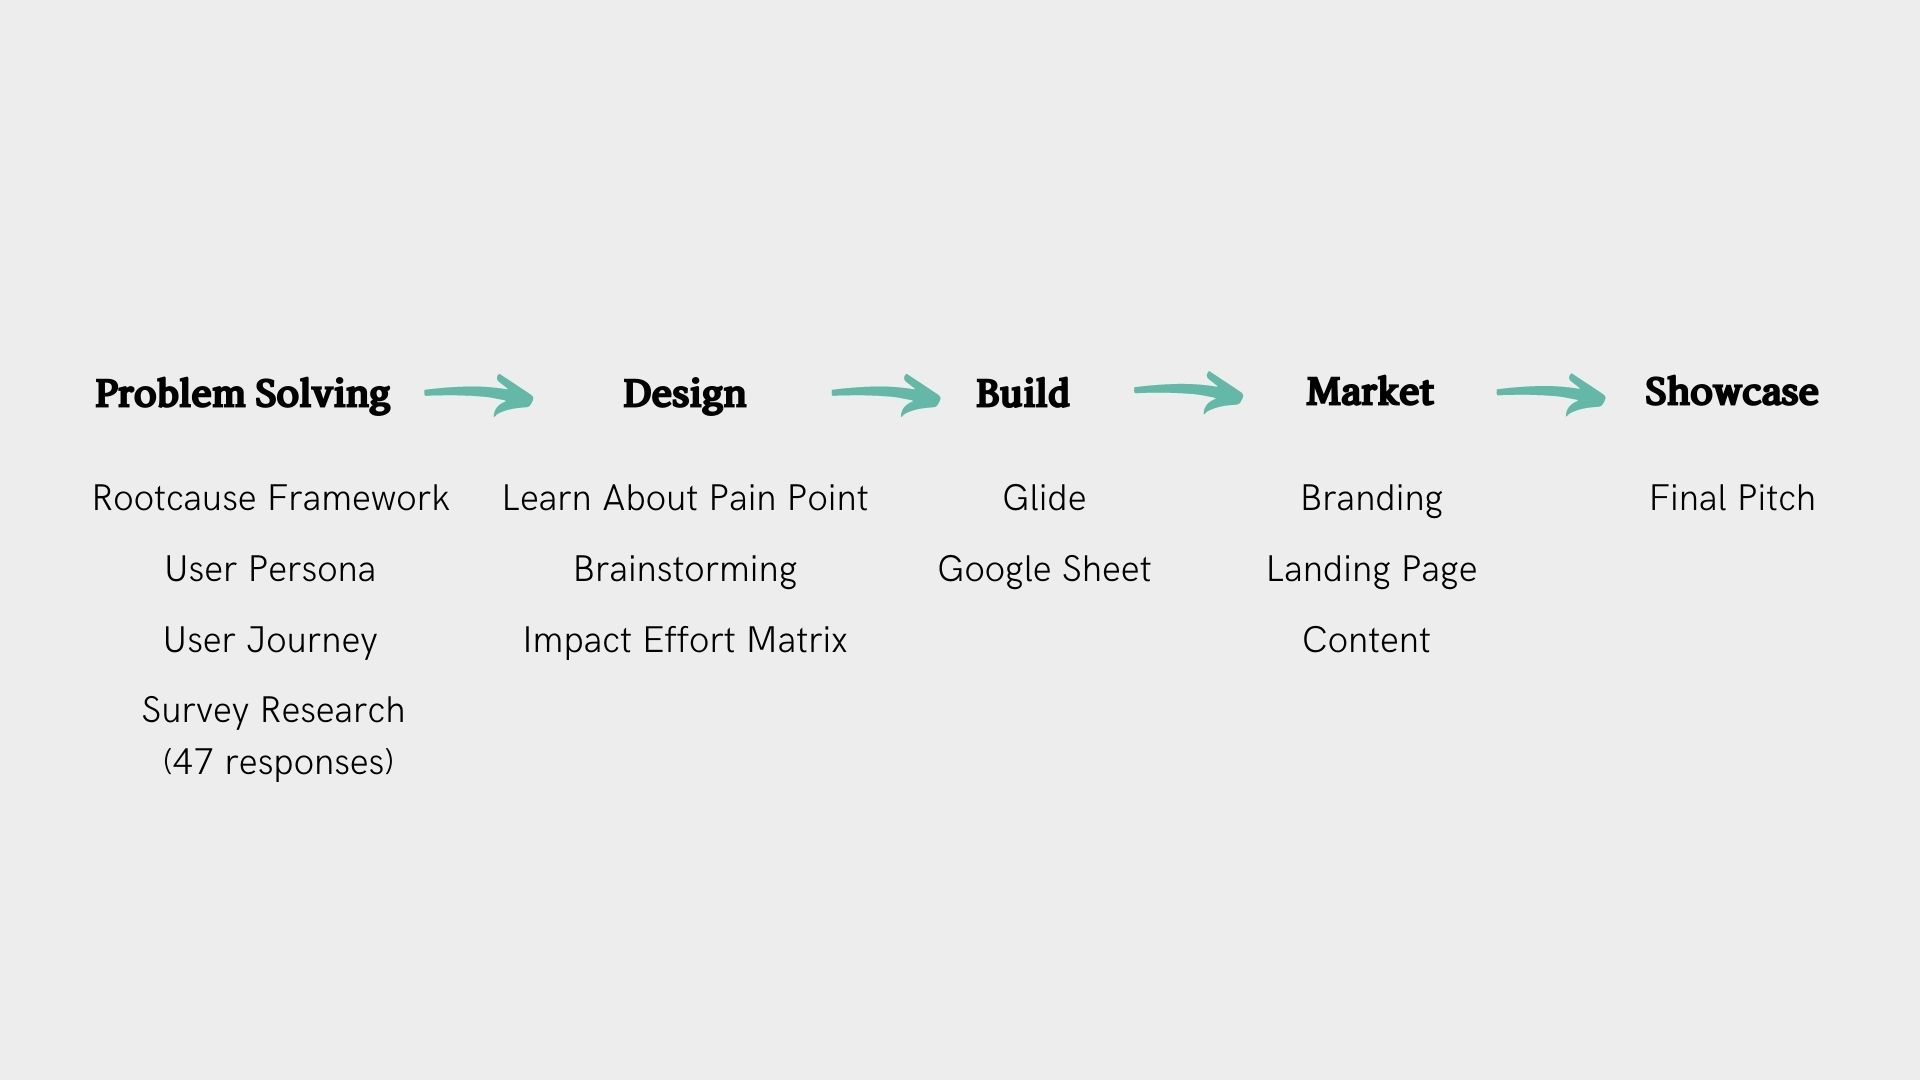 Problem Solving
Rootcause Framework
User Persona
User Journey
Survey Research
(47 responses)
Design
Learn About Pain Point
Brainstorming
Impact Effort Matrix
Build
Glide
Google Sheet
Market
Branding
Landing Page
Content
Showcase
Final Pitch